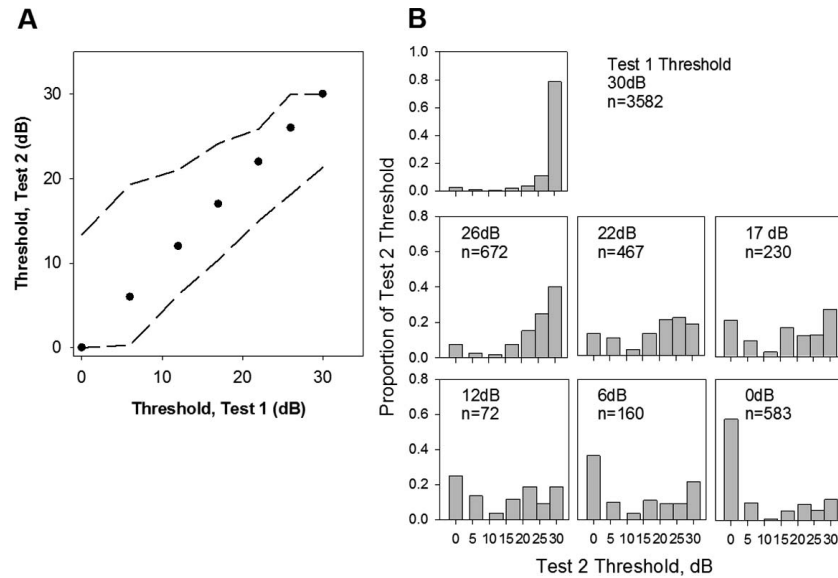 A
Threshold, Test 2 (dB)
30
20
10
0
0 10 20 30
Threshold, Test 1 (dB)
B
Proportion of Test 2 Threshold
1.0
0.8
0.6
0.4
0.2
0.0
Test 1 Threshold
30dB
n=3582
0.8
0.6
0.4
0.2
0.0
26dB
n=672
22dB
n=467
17 dB
n=230
0.8
0.6
0.4
0.2
0.0
12dB
n=72
6dB
n=160
0dB
n=583
0 5 10 15 20 25 30
0 5 10 15 20 25 30
0 5 10 15 20 25 30
Test 2 Threshold, dB